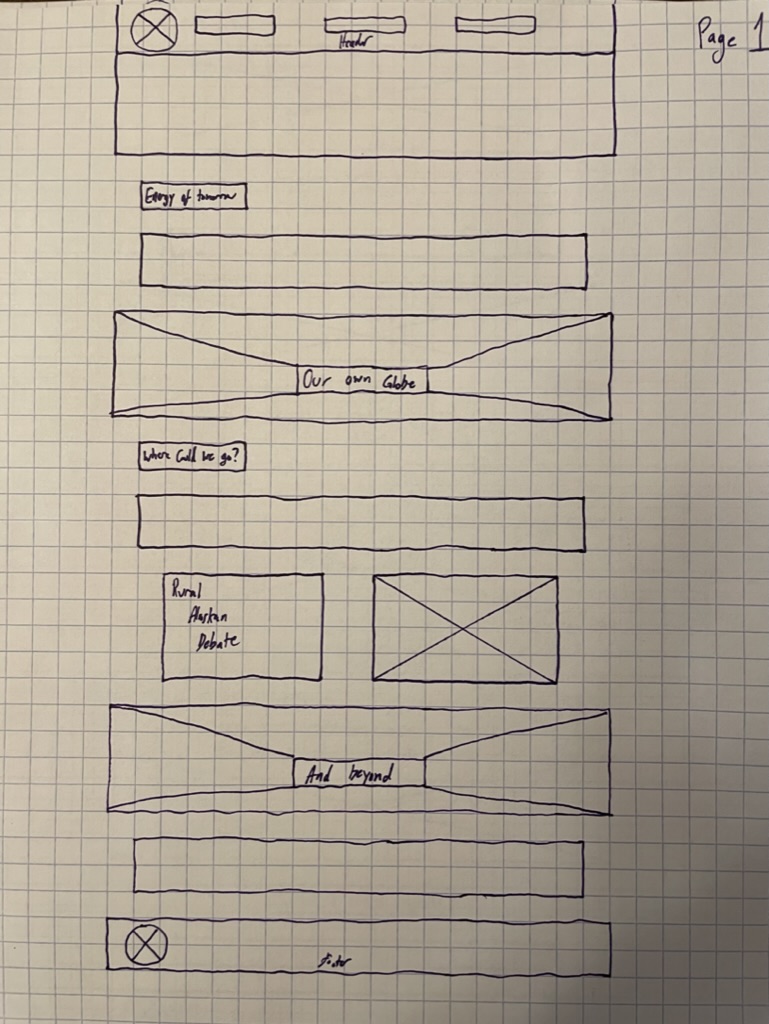 Page 1
Header
Energy of tomorrow
Our own Globe
Where Could we go?
Rural
Alaskan
Debate
And beyond
Footer